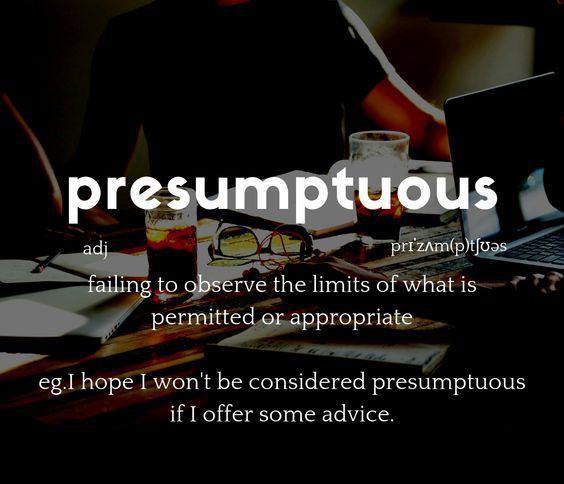 presumptuous
adj
prɪˈzʌm(p)tʃʊəs
failing to observe the limits of what is
permitted or appropriate
eg.I hope I won't be considered presumptuous
if I offer some advice.